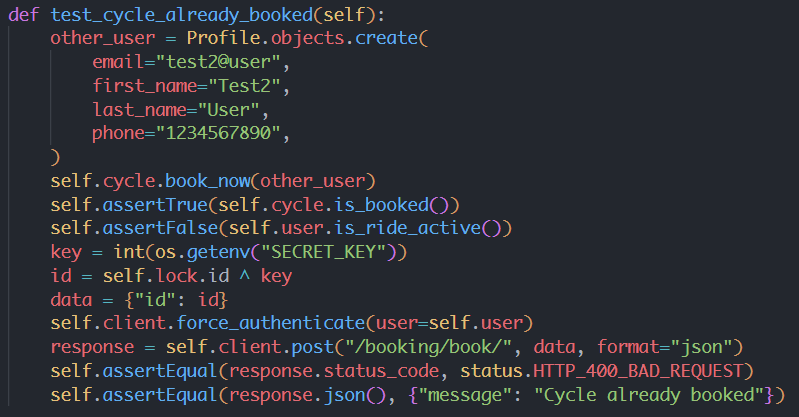 def test_cycle_already_booked(self):
    other_user = Profile.objects.create(
        email="test2@user",
        first_name="Test2",
        last_name="User",
        phone="1234567890",
    )
    self.cycle.book_now(other_user)
    self.assertTrue(self.cycle.is_booked())
    self.assertFalse(self.user.is_ride_active())
    key = int(os.getenv("SECRET_KEY"))
    id = self.lock.id ^ key
    data = {"id": id}
    self.client.force_authenticate(user=self.user)
    response = self.client.post("/booking/book/", data, format="json")
    self.assertEqual(response.status_code, status.HTTP_400_BAD_REQUEST)
    self.assertEqual(response.json(), {"message": "Cycle already booked"})